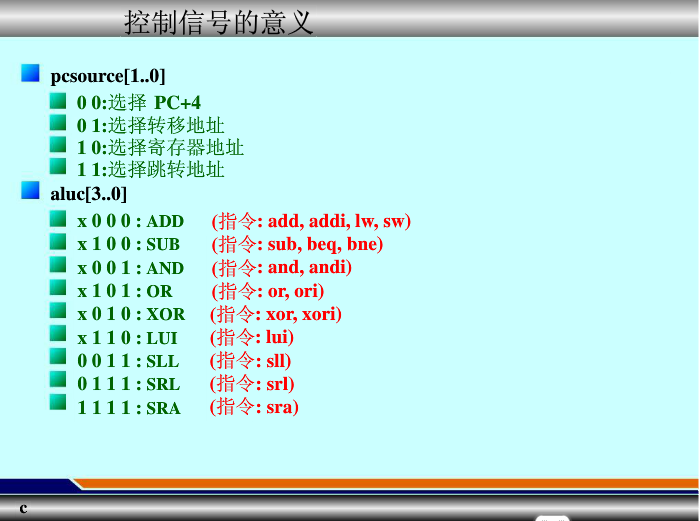 控制信号的意义
pcsource[1..0]
0 0:选择 PC+4
0 1:选择转移地址
1 0:选择寄存器地址
1 1:选择跳转地址
aluc[3..0]
x 0 0 0 : ADD (指令: add, addi, lw, sw)
x 1 0 0 : SUB (指令: sub, beq, bne)
x 0 0 1 : AND (指令: and, andi)
x 1 0 1 : OR (指令: or, ori)
x 0 1 0 : XOR (指令: xor, xori)
x 1 1 0 : LUI (指令: lui)
0 0 1 1 : SLL (指令: sll)
0 1 1 1 : SRL (指令: srl)
1 1 1 1 : SRA (指令: sra)
c